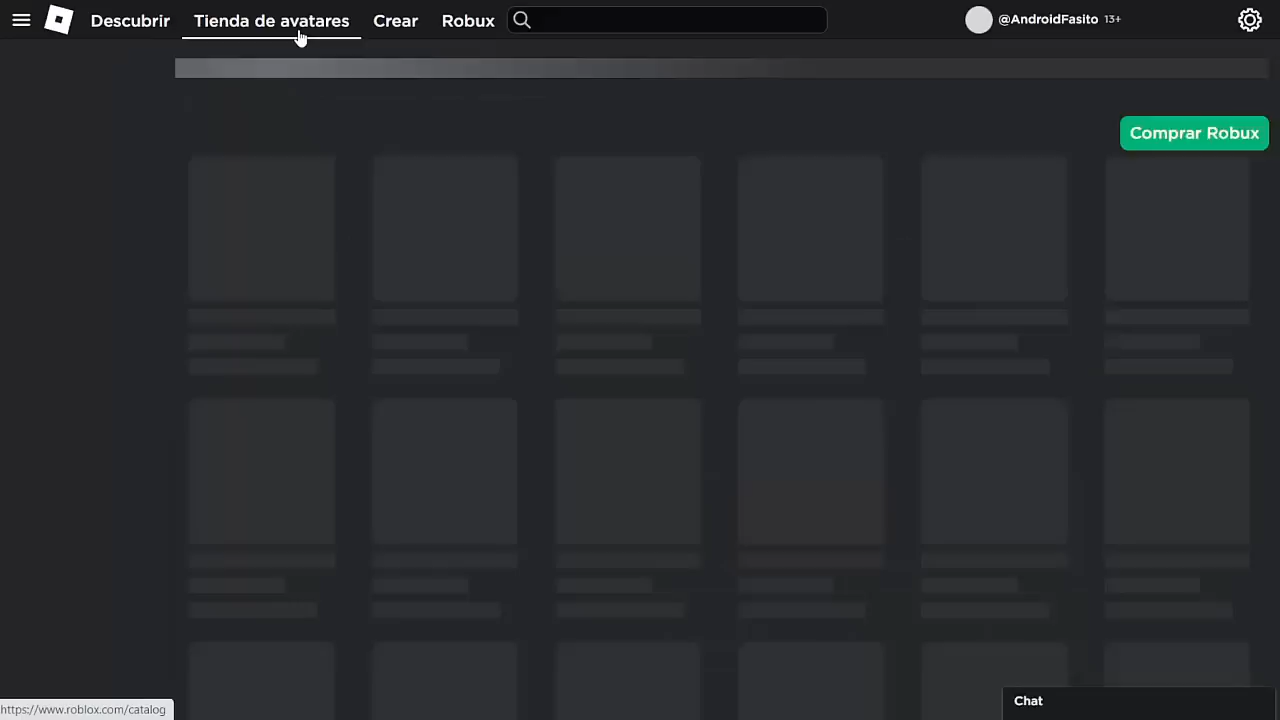 Descubrir Tienda de avatares Crear Robux @AndroidFasito 13+
Comprar Robux
Chat
https://www.roblox.com/catalog